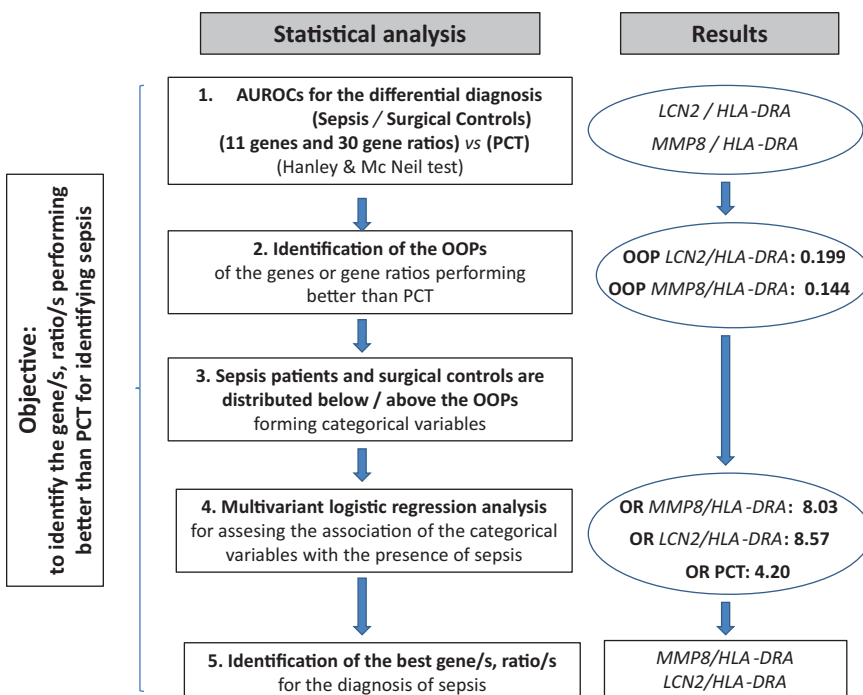 Statistical analysis
Results
Objective:
to identify the gene/s, ratio/s performing
better than PCT for identifying sepsis
1. AUROCs for the differential diagnosis
(Sepsis / Surgical Controls)
(11 genes and 30 gene ratios) vs (PCT)
(Hanley & Mc Neil test)
LCN2 / HLA-DRA
MMP8 / HLA-DRA
2. Identification of the OOPs
of the genes or gene ratios performing
better than PCT
OOP LCN2/HLA-DRA: 0.199
OOP MMP8/HLA-DRA: 0.144
3. Sepsis patients and surgical controls are
distributed below / above the OOPs
forming categorical variables
4. Multivariant logistic regression analysis
for assesing the association of the categorical
variables with the presence of sepsis
OR MMP8/HLA-DRA: 8.03
OR LCN2/HLA-DRA: 8.57
OR PCT: 4.20
5. Identification of the best gene/s, ratio/s
for the diagnosis of sepsis
MMP8/HLA-DRA
LCN2/HLA-DRA